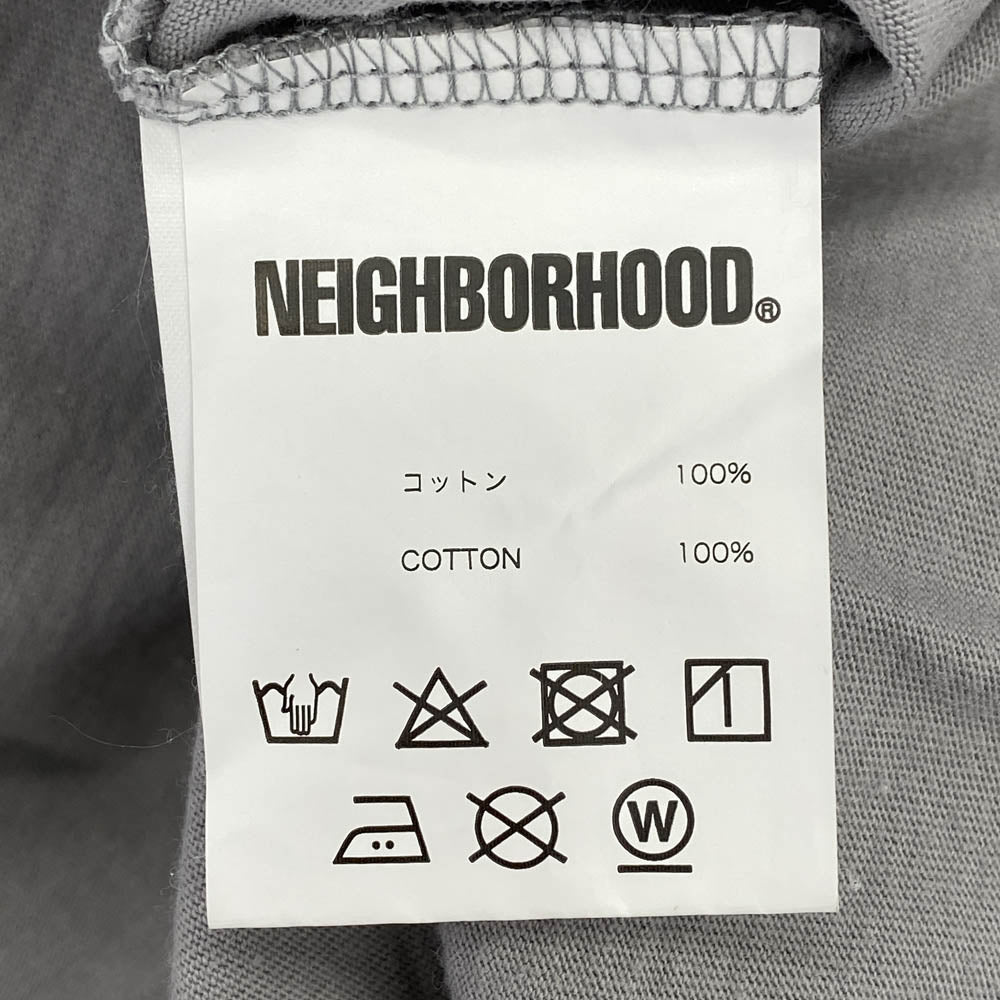 NEIGHBORHOOD®
コットン 100%
COTTON 100%
W